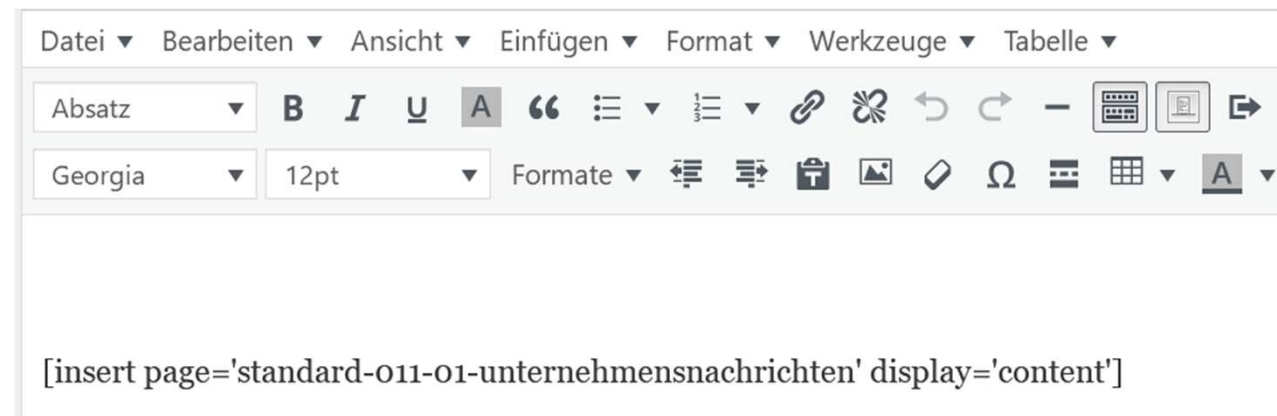 Datei Bearbeiten Ansicht Einfügen Format Werkzeuge Tabelle
Absatz B I U A
Georgia 12pt Formate Ω A
[insert page='standard-011-01-unternehmensnachrichten' display='content']